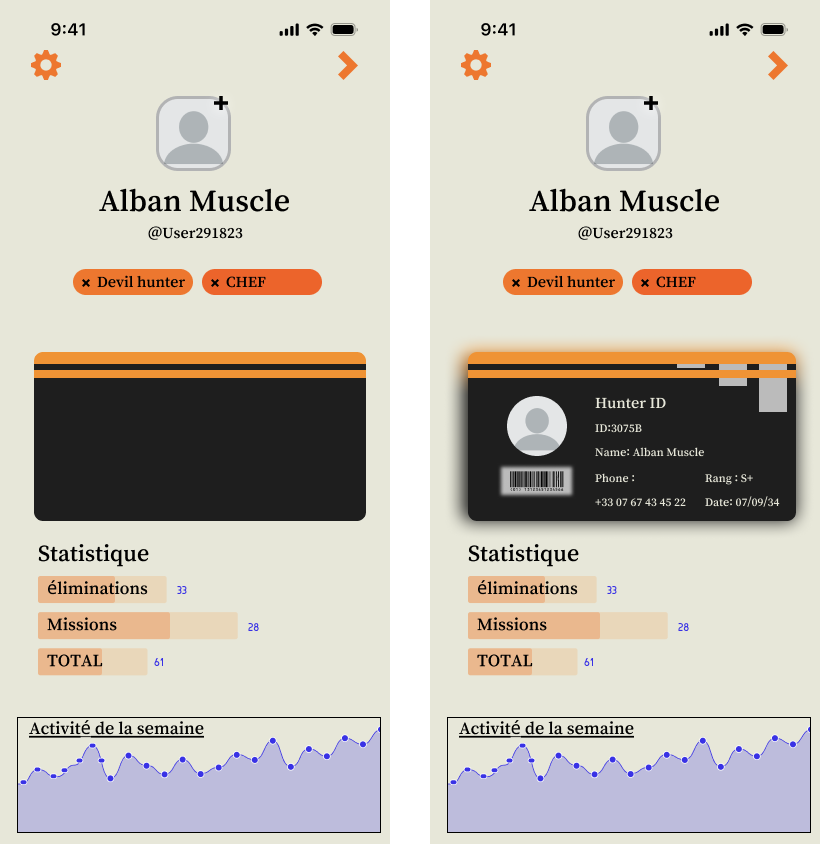 9:41
Alban Muscle
@User291823
× Devil hunter × CHEF
Statistique
éliminations 33
Missions 28
TOTAL 61
Activité de la semaine
9:41
Alban Muscle
@User291823
× Devil hunter × CHEF
Hunter ID
ID:3075B
Name: Alban Muscle
Phone : Rang : S+
+33 07 67 43 45 22 Date: 07/09/34
Statistique
éliminations 33
Missions 28
TOTAL 61
Activité de la semaine